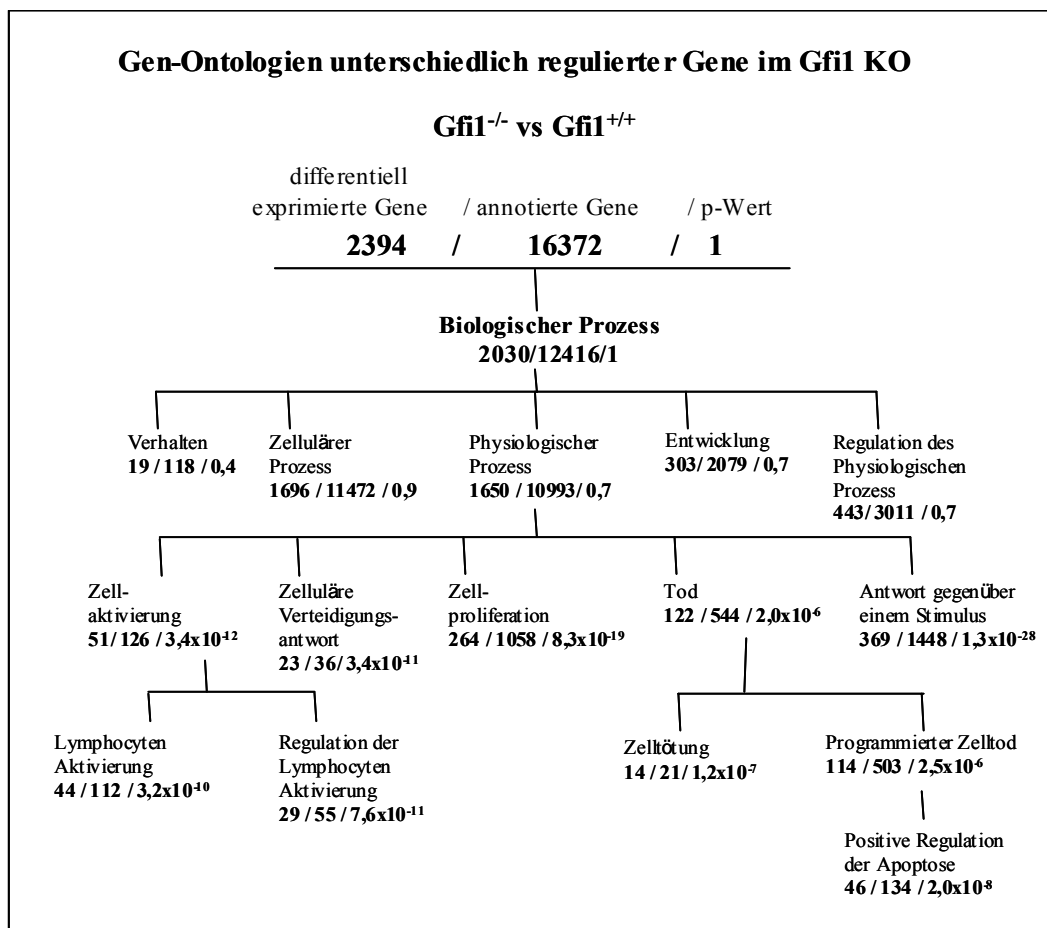 Gen-Ontologien unterschiedlich regulierter Gene im Gfi1 KO
Gfi1-/- vs Gfi1+/+
differentiell
exprimierte Gene / annotierte Gene / p-Wert
2394 / 16372 / 1
Biologischer Prozess
2030/12416/1
Verhalten
19 / 118 / 0,4
Zellulärer
Prozess
1696 / 11472 / 0,9
Physiologischer
Prozess
1650 / 10993/ 0,7
Entwicklung
303/ 2079 / 0,7
Regulation des
Physiologischen
Prozess
443/ 3011 / 0,7
Zell-
aktivierung
51/ 126 / 3,4x10-12
Zelluläre
Verteidigungs-
antwort
23 / 36/ 3,4x10-11
Zell-
proliferation
264 / 1058 / 8,3x10-19
Tod
122 / 544 / 2,0x10-6
Antwort gegenüber
einem Stimulus
369 / 1448 / 1,3x10-28
Lymphocyten
Aktivierung
44 / 112 / 3,2x10-10
Regulation der
Lymphocyten
Aktivierung
29 / 55 / 7,6x10-11
Zelltötung
14 / 21/ 1,2x10-7
Programmierter Zelltod
114 / 503 / 2,5x10-6
Positive Regulation
der Apoptose
46 / 134 / 2,0x10-8